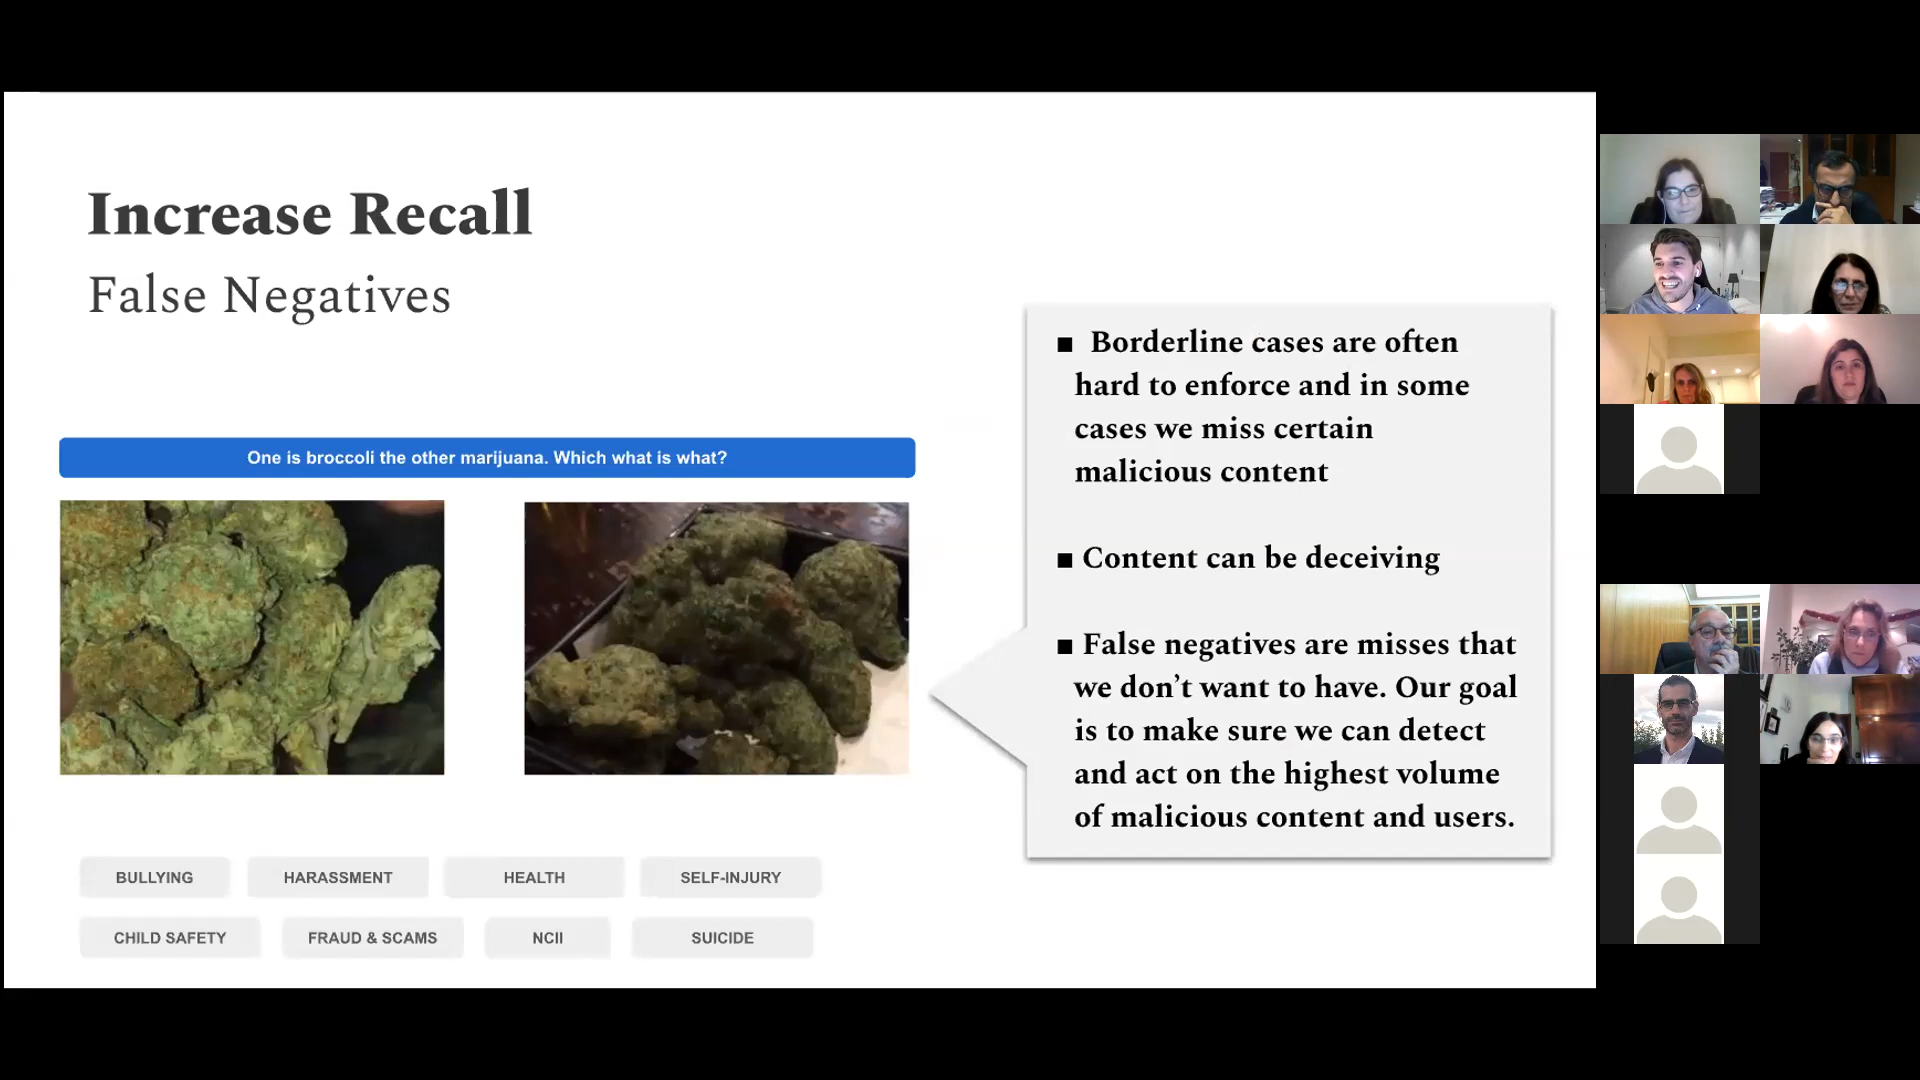 Increase Recall
False Negatives
One is broccoli the other marijuana. Which what is what?
■ Borderline cases are often
hard to enforce and in some
cases we miss certain
malicious content
■ Content can be deceiving
■ False negatives are misses that
we don’t want to have. Our goal
is to make sure we can detect
and act on the highest volume
of malicious content and users.
BULLYING
HARASSMENT
HEALTH
SELF-INJURY
CHILD SAFETY
FRAUD & SCAMS
NCII
SUICIDE